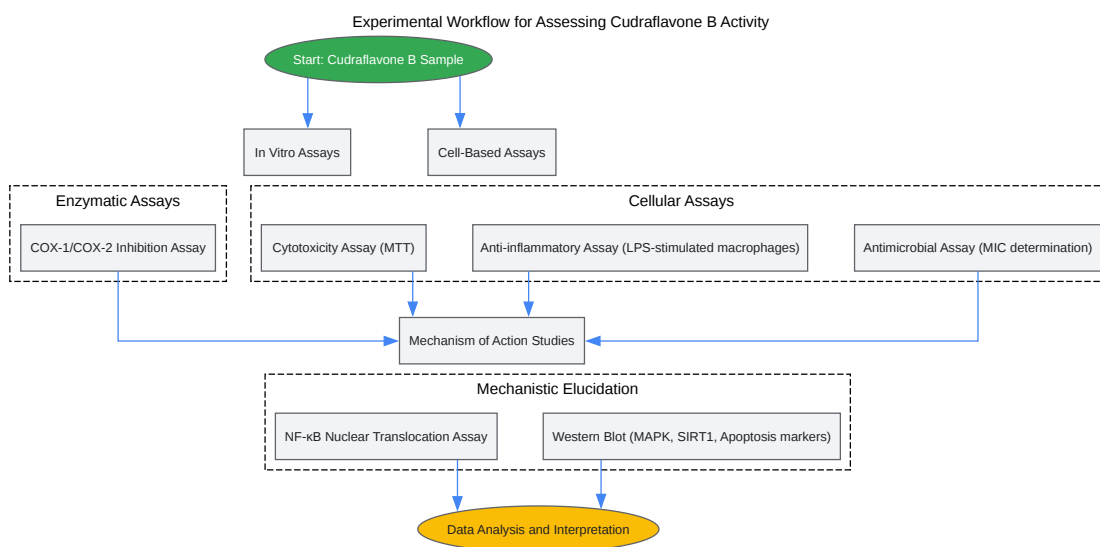 Experimental Workflow for Assessing Cudraflavone B Activity
Start: Cudraflavone B Sample
In Vitro Assays
Cell-Based Assays
Enzymatic Assays
Cellular Assays
COX-1/COX-2 Inhibition Assay
Cytotoxicity Assay (MTT)
Anti-inflammatory Assay (LPS-stimulated macrophages)
Antimicrobial Assay (MIC determination)
Mechanism of Action Studies
Mechanistic Elucidation
NF-κB Nuclear Translocation Assay
Western Blot (MAPK, SIRT1, Apoptosis markers)
Data Analysis and Interpretation